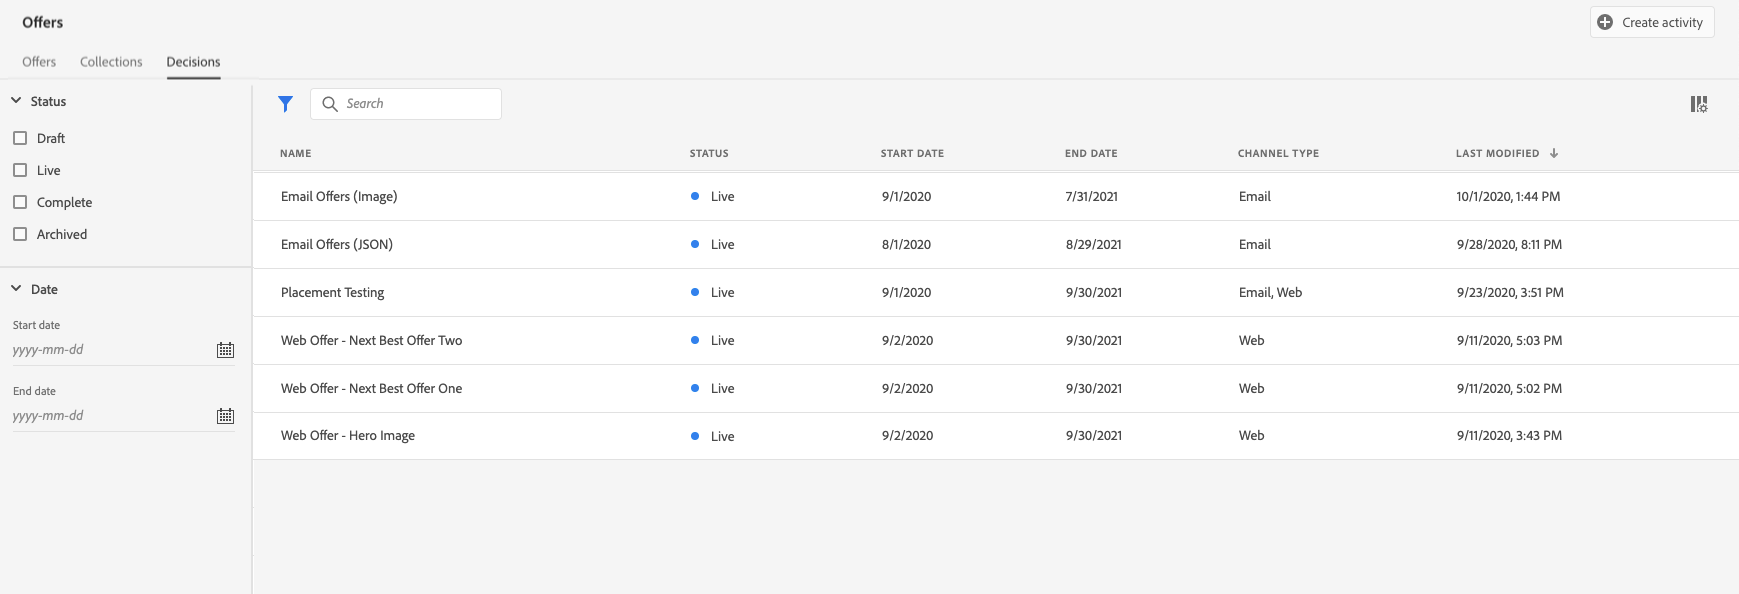 Offers
Create activity
Offers Collections Decisions
Status
Draft
Live
Complete
Archived
Date
Start date
yyyy-mm-dd
End date
yyyy-mm-dd
Search
NAME STATUS START DATE END DATE CHANNEL TYPE LAST MODIFIED
Email Offers (Image) Live 9/1/2020 7/31/2021 Email 10/1/2020, 1:44 PM
Email Offers (JSON) Live 8/1/2020 8/29/2021 Email 9/28/2020, 8:11 PM
Placement Testing Live 9/1/2020 9/30/2021 Email, Web 9/23/2020, 3:51 PM
Web Offer - Next Best Offer Two Live 9/2/2020 9/30/2021 Web 9/11/2020, 5:03 PM
Web Offer - Next Best Offer One Live 9/2/2020 9/30/2021 Web 9/11/2020, 5:02 PM
Web Offer - Hero Image Live 9/2/2020 9/30/2021 Web 9/11/2020, 3:43 PM